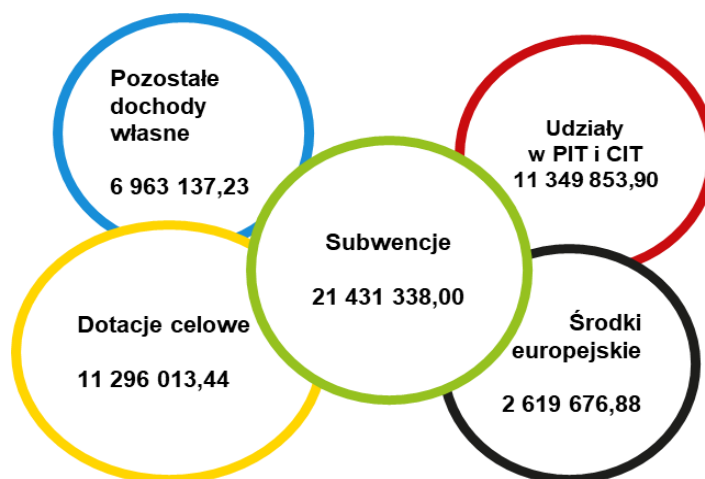 Pozostałe
dochody
własne
6 963 137,23
Udziały
w PIT i CIT
11 349 853,90
Subwencje
21 431 338,00
Dotacje celowe
11 296 013,44
Środki
europejskie
2 619 676,88